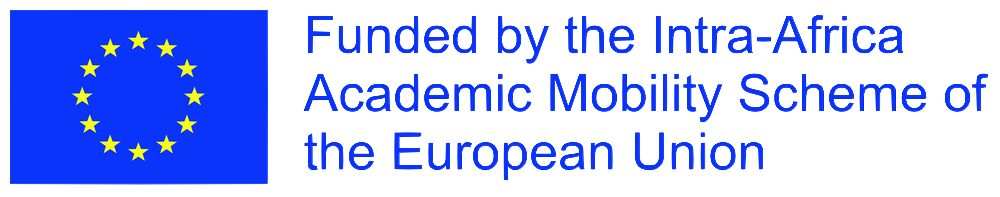 Funded by the Intra-Africa
Academic Mobility Scheme of
the European Union